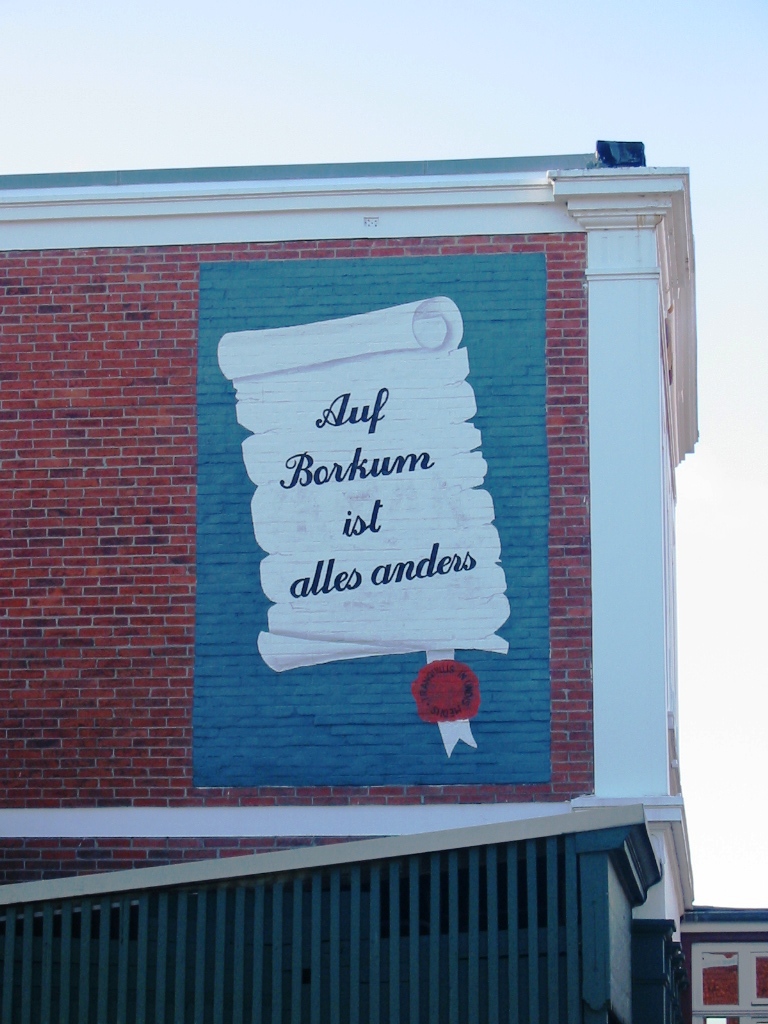 Auf
Borkum
ist
alles anders